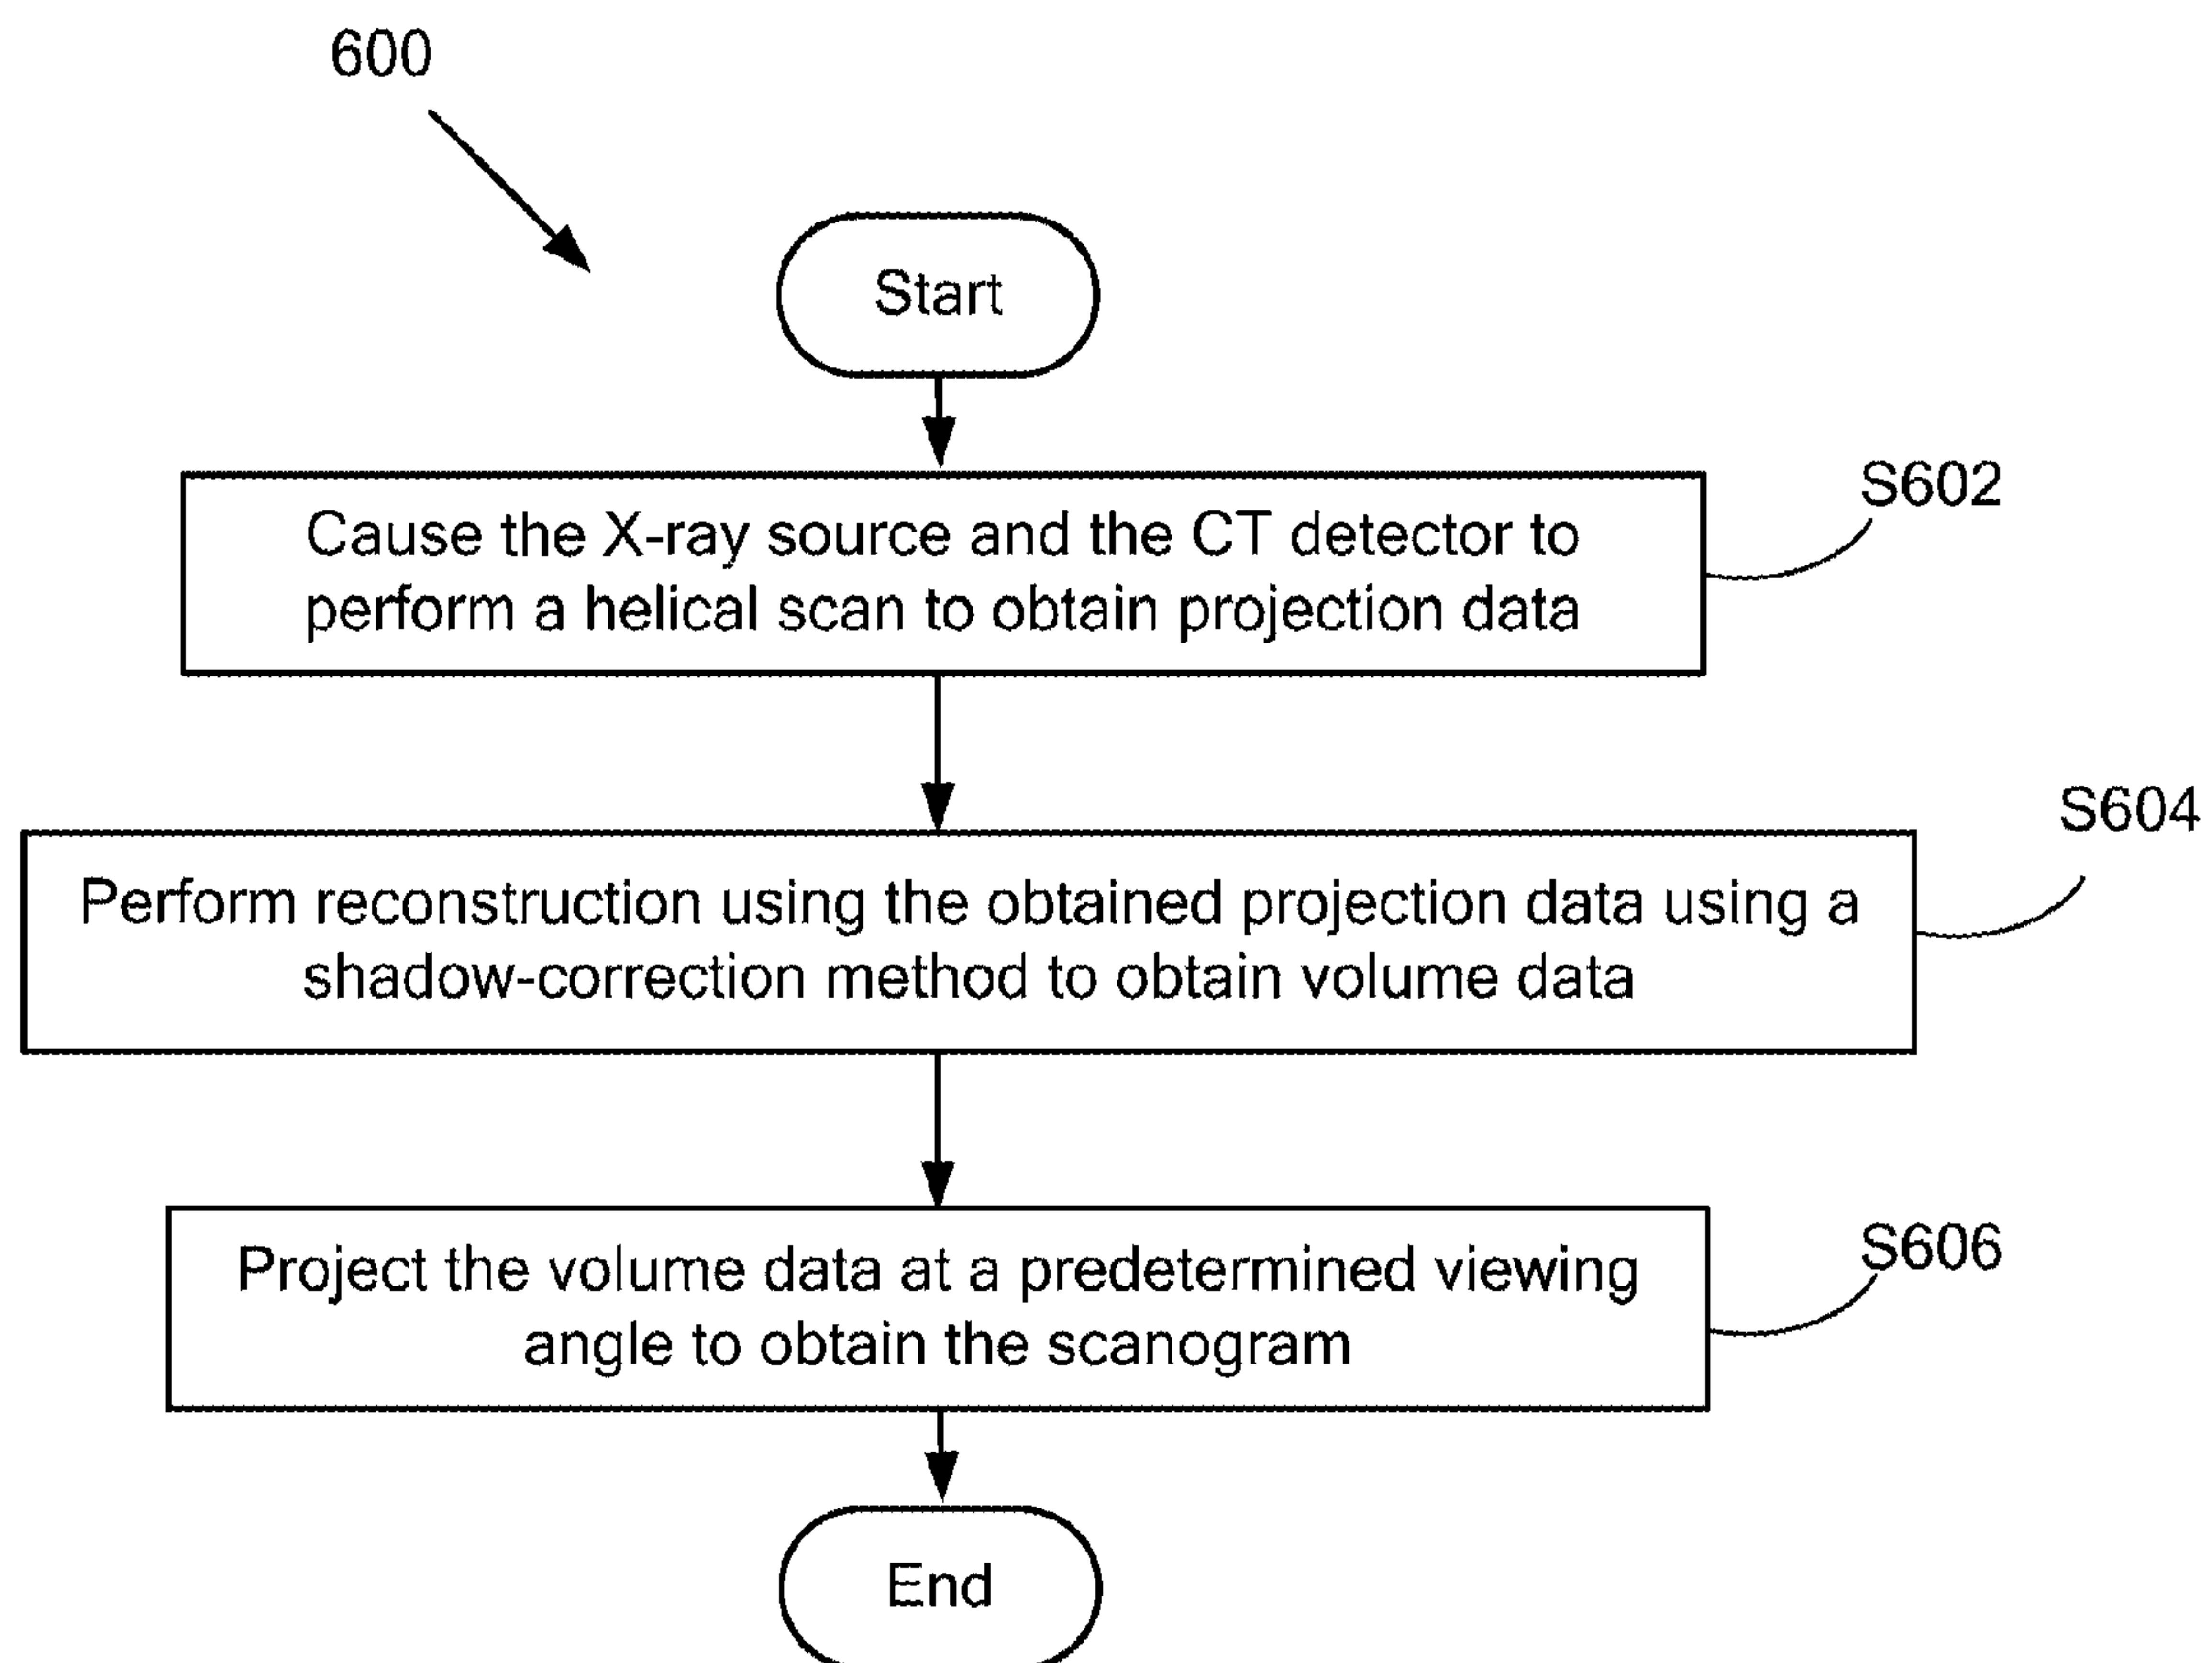 600
Start
S602
Cause the X-ray source and the CT detector to
perform a helical scan to obtain projection data
S604
Perform reconstruction using the obtained projection data using a
shadow-correction method to obtain volume data
S606
Project the volume data at a predetermined viewing
angle to obtain the scanogram
End